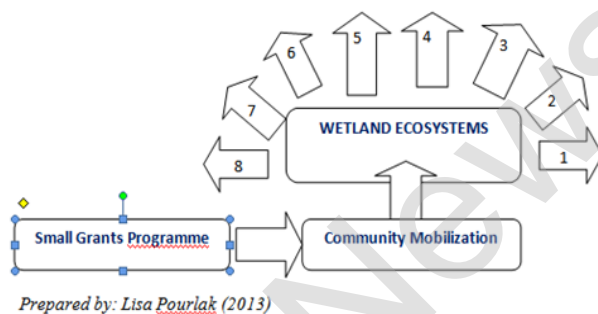 5
4
6
3
7
2
WETLAND ECOSYSTEMS
8
1
Small Grants Programme
Community Mobilization
Prepared by: Lisa Pourlak (2013)